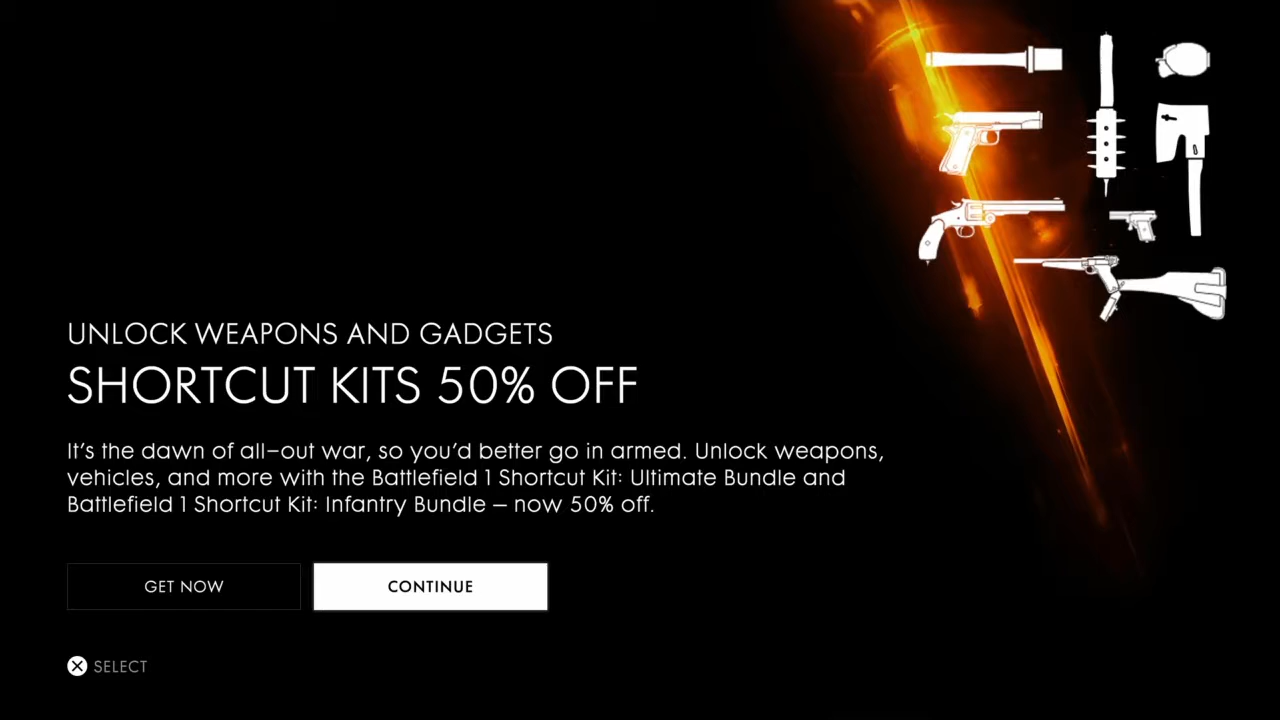 UNLOCK WEAPONS AND GADGETS
SHORTCUT KITS 50% OFF
It's the dawn of all-out war, so you'd better go in armed. Unlock weapons,
vehicles, and more with the Battlefield 1 Shortcut Kit: Ultimate Bundle and
Battlefield 1 Shortcut Kit: Infantry Bundle – now 50% off.
GET NOW
CONTINUE
SELECT